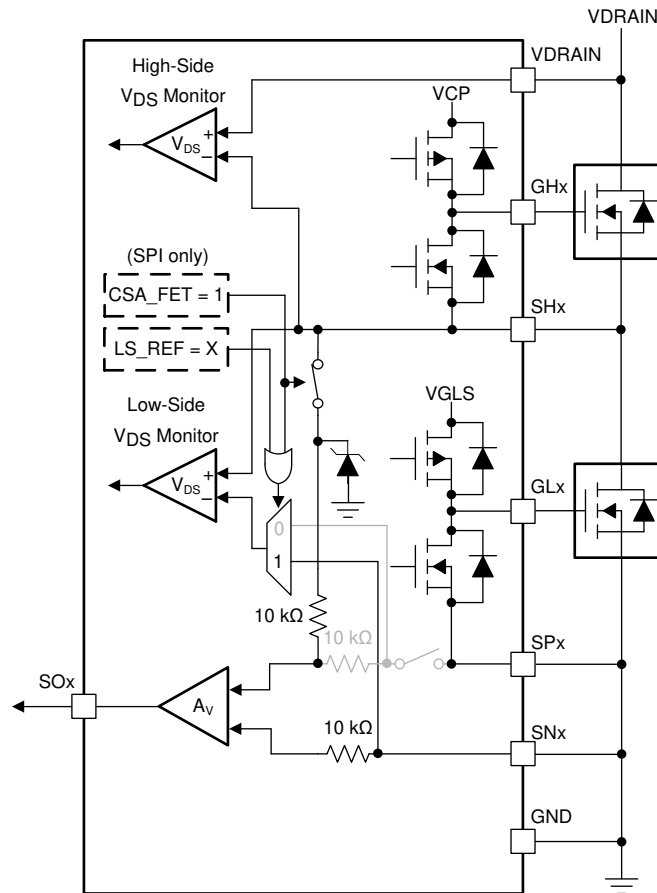 VDRAIN
VDRAIN
High-Side
VDS Monitor
VCP
+
VDS
−
GHx
(SPI only)
CSA_FET = 1
SHx
LS_REF = X
VGLS
Low-Side
VDS Monitor
+
VDS
−
GLx
0
1
10 kΩ
10 kΩ
SPx
SOx
AV
10 kΩ
SNx
GND